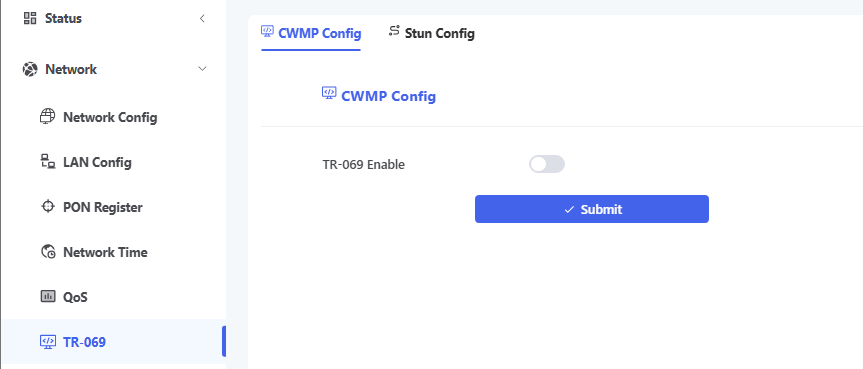 Status
Network
Network Config
LAN Config
PON Register
Network Time
QoS
TR-069
CWMP Config
Stun Config
CWMP Config
TR-069 Enable
Submit